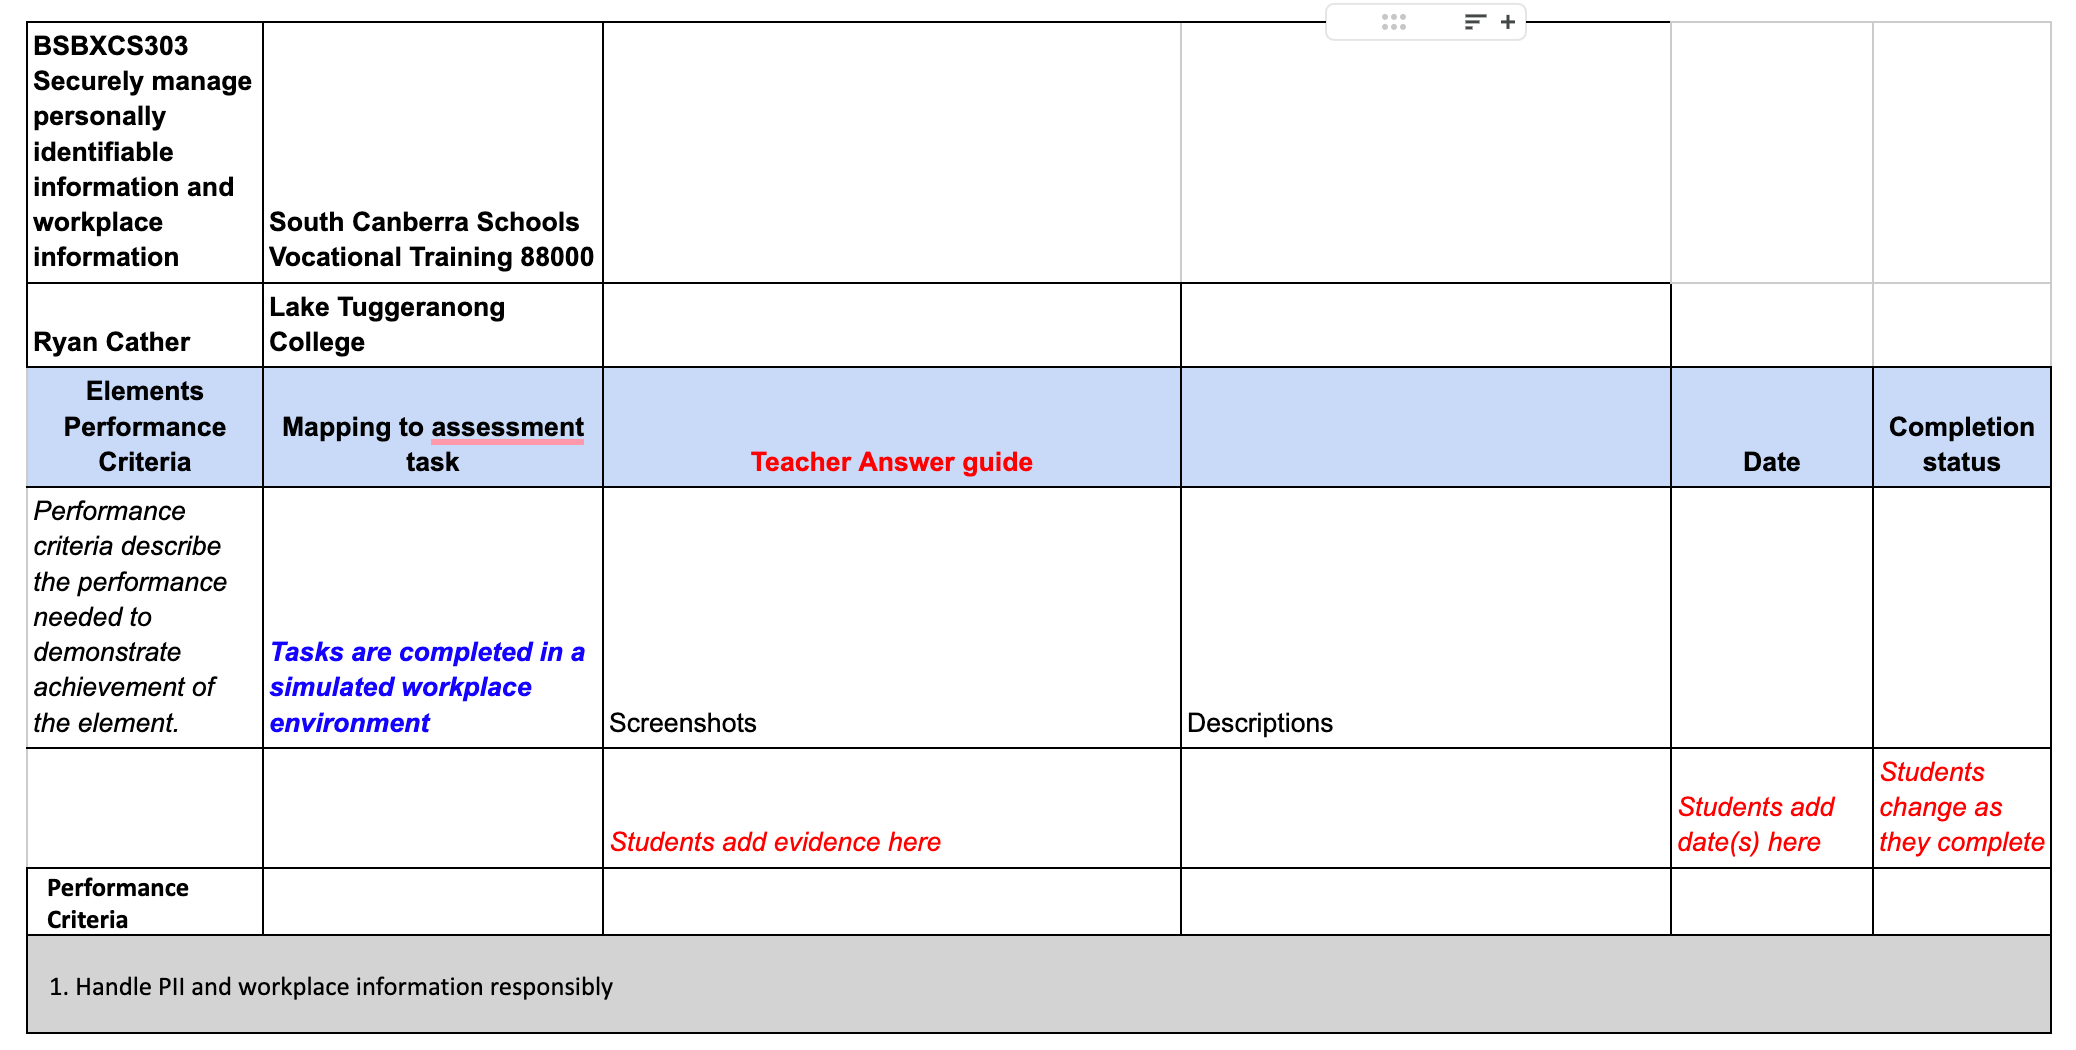 BSBXCS303
Securely manage
personally
identifiable
information and
workplace
information
South Canberra Schools
Vocational Training 88000
Ryan Cather
Lake Tuggeranong
College
Elements
Performance
Criteria
Mapping to assessment
task
Teacher Answer guide
Date
Completion
status
Performance
criteria describe
the performance
needed to
demonstrate
achievement of
the element.
Tasks are completed in a
simulated workplace
environment
Screenshots
Descriptions
Students add evidence here
Students add
date(s) here
Students
change as
they complete
Performance
Criteria
1. Handle PII and workplace information responsibly